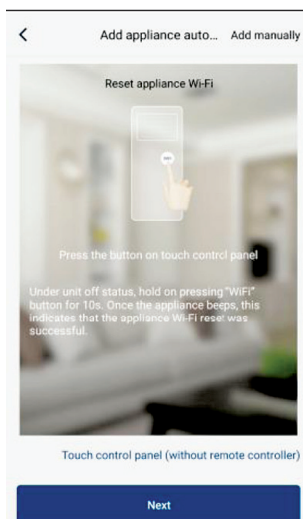 Add appliance auto... Add manually
Reset appliance Wi-Fi
Press the button on touch control panel
Under unit off status, hold on pressing "WiFi"
button for 10s. Once the appliance beeps, this
indicates that the appliance Wi-Fi reset was
successful.
Touch control panel (without remote controller)
Next